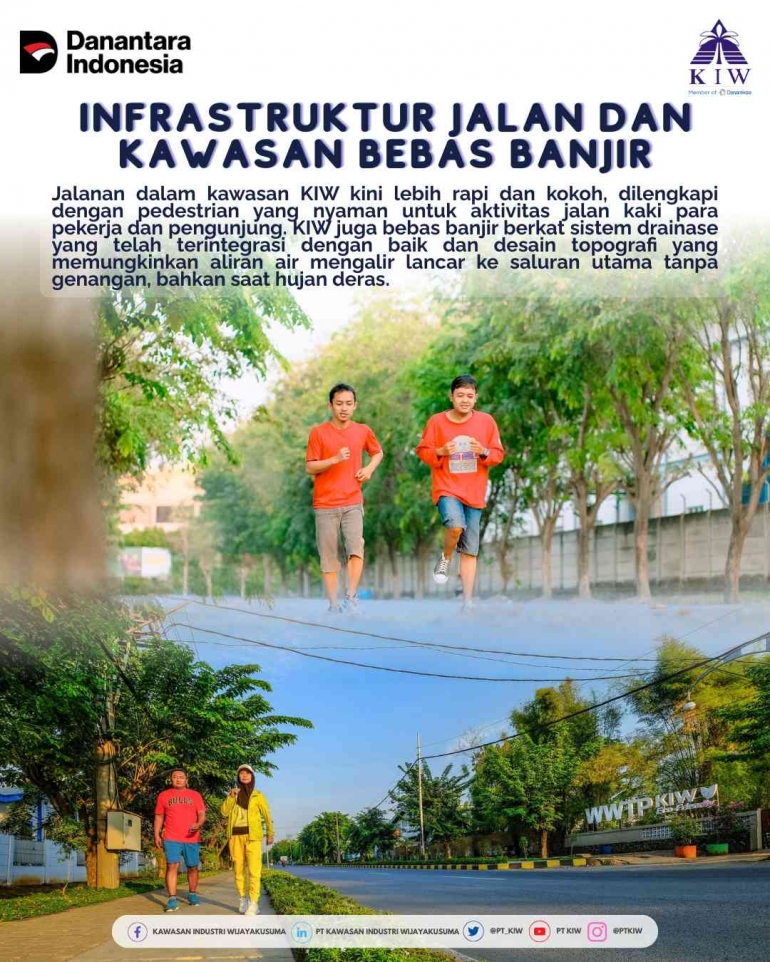 Danantara
Indonesia
KIW
Member of Danareksa
INFRASTRUKTUR JALAN DAN
KAWASAN BEBAS BANJIR
Jalanan dalam kawasan KIW kini lebih rapi dan kokoh, dilengkapi
dengan pedestrian yang nyaman untuk aktivitas jalan kaki para
pekerja dan pengunjung. KIW juga bebas banjir berkat sistem drainase
yang telah terintegrasi dengan baik dan desain topografi yang
memungkinkan aliran air mengalir lancar ke saluran utama tanpa
genangan, bahkan saat hujan deras.
BULLS
WWTP KIW
KAWASAN INDUSTRI WIJAYAKUSUMA
PT KAWASAN INDUSTRI WIJAYAKUSUMA
@PT_KIW
PT KIW
@PTKIW